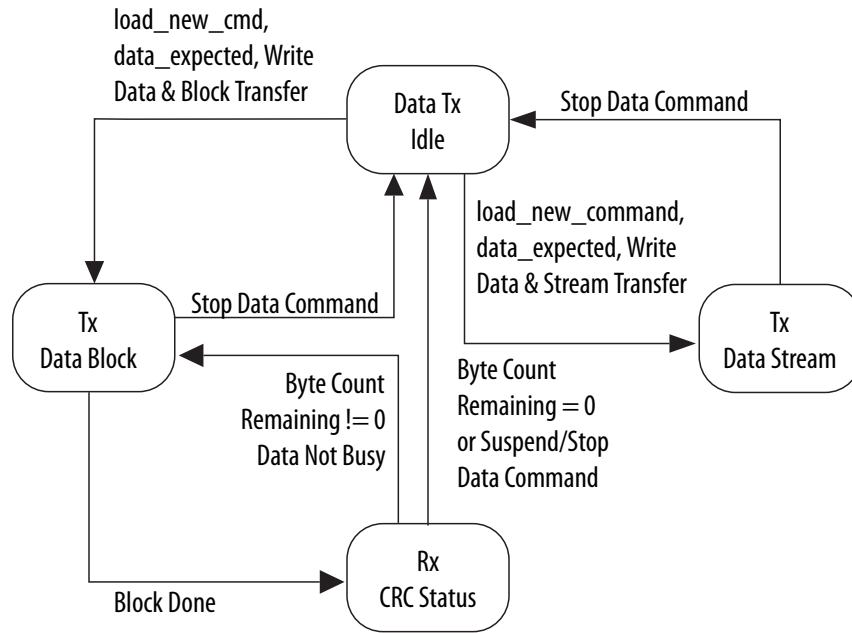 load_new_cmd,
data_expected, Write
Data & Block Transfer
Data Tx
Idle
Stop Data Command
load_new_command,
data_expected, Write
Data & Stream Transfer
Tx
Data Block
Stop Data Command
Tx
Data Stream
Byte Count
Remaining != 0
Data Not Busy
Byte Count
Remaining = 0
or Suspend/Stop
Data Command
Block Done
Rx
CRC Status